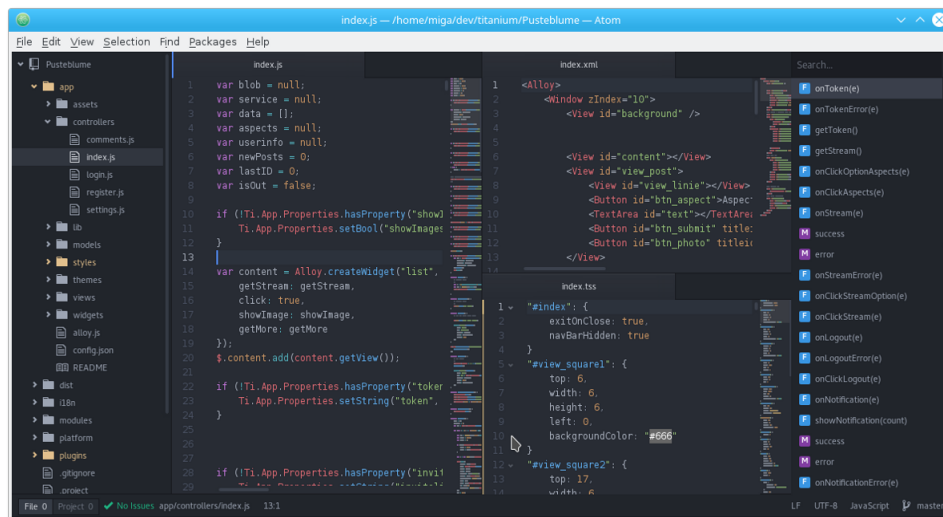 index.js — /home/miga/dev/titanium/Pusteblume — Atom
File Edit View Selection Find Packages Help
Pusteblume
app
assets
controllers
comments.js
index.js
login.js
register.js
settings.js
lib
models
styles
themes
views
widgets
alloy.js
config.json
README
dist
i18n
modules
platform
plugins
.gitignore
.project
index.js
1 var blob = null;
2 var service = null;
3 var data = [];
4 var aspects = null;
5 var userinfo = null;
6 var newPosts = 0;
7 var lastID = 0;
8 var isOut = false;
9
10 if (!Ti.App.Properties.hasProperty("showI
11 Ti.App.Properties.setBool("showImages
12 }
13
14 var content = Alloy.createWidget("list",
15 getStream: getStream,
16 click: true,
17 showImage: showImage,
18 getMore: getMore
19 });
20 $.content.add(content.getView());
21
22 if (!Ti.App.Properties.hasProperty("token
23 Ti.App.Properties.setString("token",
24 }
25
26
27
28 if (!Ti.App.Properties.hasProperty("invit
29
index.xml
1 <Alloy>
2 <Window zIndex="10">
3 <View id="background" />
4
5
6 <View id="content"></View>
7 <View id="view_post">
8 <View id="view_linie"></View>
9 <Button id="btn_aspect">Aspec
10 <TextArea id="text"></TextArea
11 <Button id="btn_submit" title
12 <Button id="btn_photo" titleic
13 </View>
14
index.tss
1 "#index": {
2 exitOnClose: true,
3 navBarHidden: true
4 }
5 "#view_square1": {
6 top: 6,
7 width: 6,
8 height: 6,
9 left: 0,
10 backgroundColor: "#666"
11 }
12 "#view_square2": {
13 top: 17,
14 width: 6
Search...
F onToken(e)
F onTokenError(e)
F getToken()
F getStream()
F onClickOptionAspects(e)
F onClickAspects(e)
F onStream(e)
M success
M error
F onStreamError(e)
F onClickStreamOption(e)
F onClickStream(e)
F onLogout(e)
F onLogoutError(e)
F onClickLogout(e)
F onNotification(e)
F showNotification(count)
M success
M error
F onNotificationError(e)
File 0 Project 0 No Issues app/controllers/index.js 13:1 LF UTF-8 JavaScript master